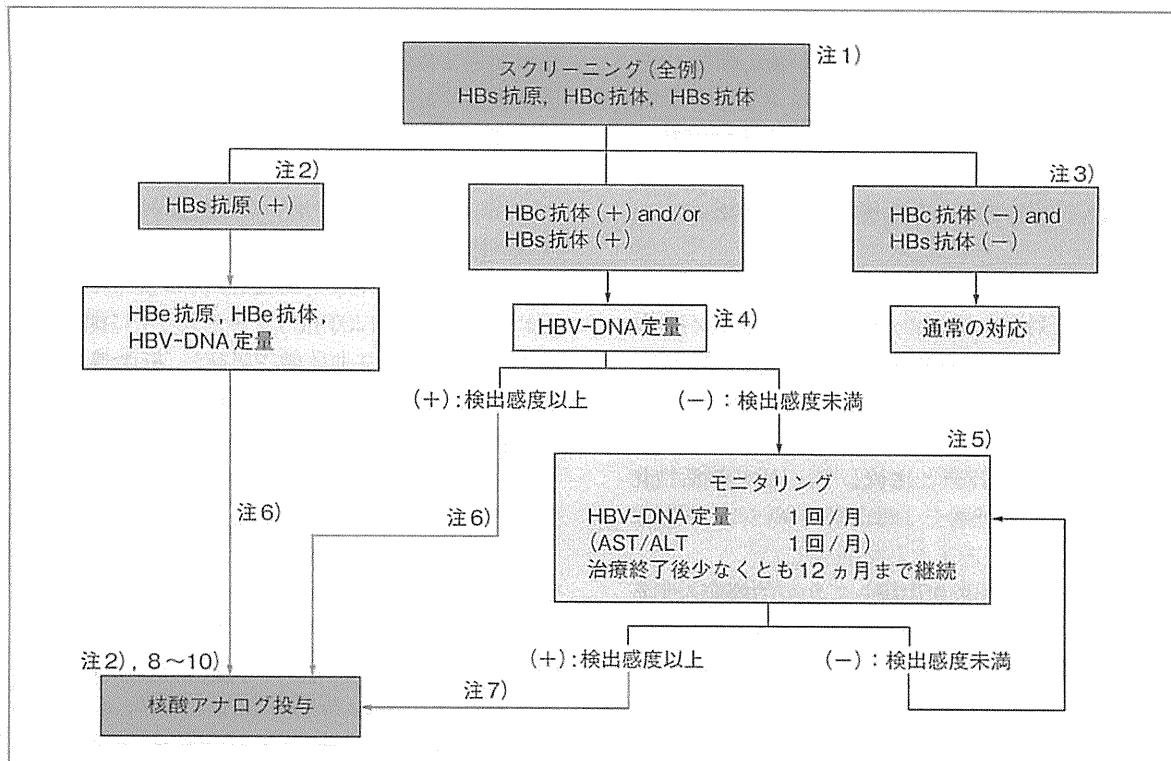 スクリーニング(全例)
HBs抗原, HBc抗体, HBs抗体
注1)
注2)
HBs抗原(+)
HBc抗体(+)and/or
HBs抗体(+)
注3)
HBc抗体(−)and
HBs抗体(−)
HBe抗原, HBe抗体,
HBV-DNA定量
HBV-DNA定量
注4)
通常の対応
(+):検出感度以上
(−):検出感度未満
注5)
モニタリング
HBV-DNA定量 1回/月
(AST/ALT 1回/月)
治療終了後少なくとも12ヵ月まで継続
注6)
注6)
(+):検出感度以上
(−):検出感度未満
注7)
注2), 8〜10)
核酸アナログ投与